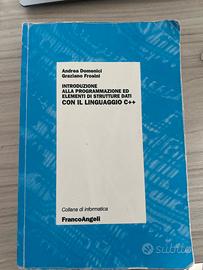 Andrea Domenici
Graziano Frosini
INTRODUZIONE
ALLA PROGRAMMAZIONE ED
ELEMENTI DI STRUTTURE DATI
CON IL LINGUAGGIO C++
Collana di informatica
FrancoAngeli
subito